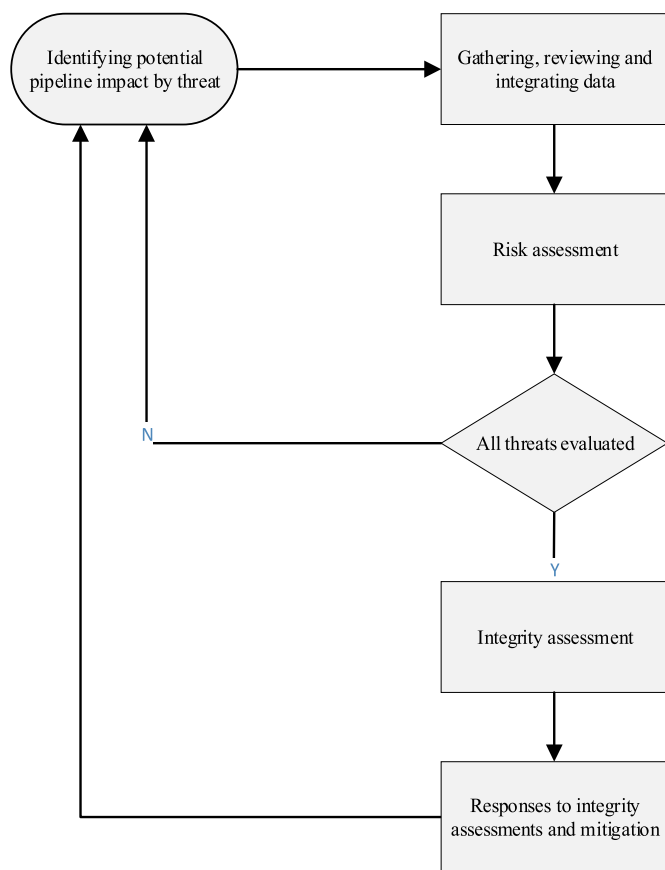 Identifying potential
pipeline impact by threat
Gathering, reviewing and
integrating data
Risk assessment
All threats evaluated
N
Y
Integrity assessment
Responses to integrity
assessments and mitigation